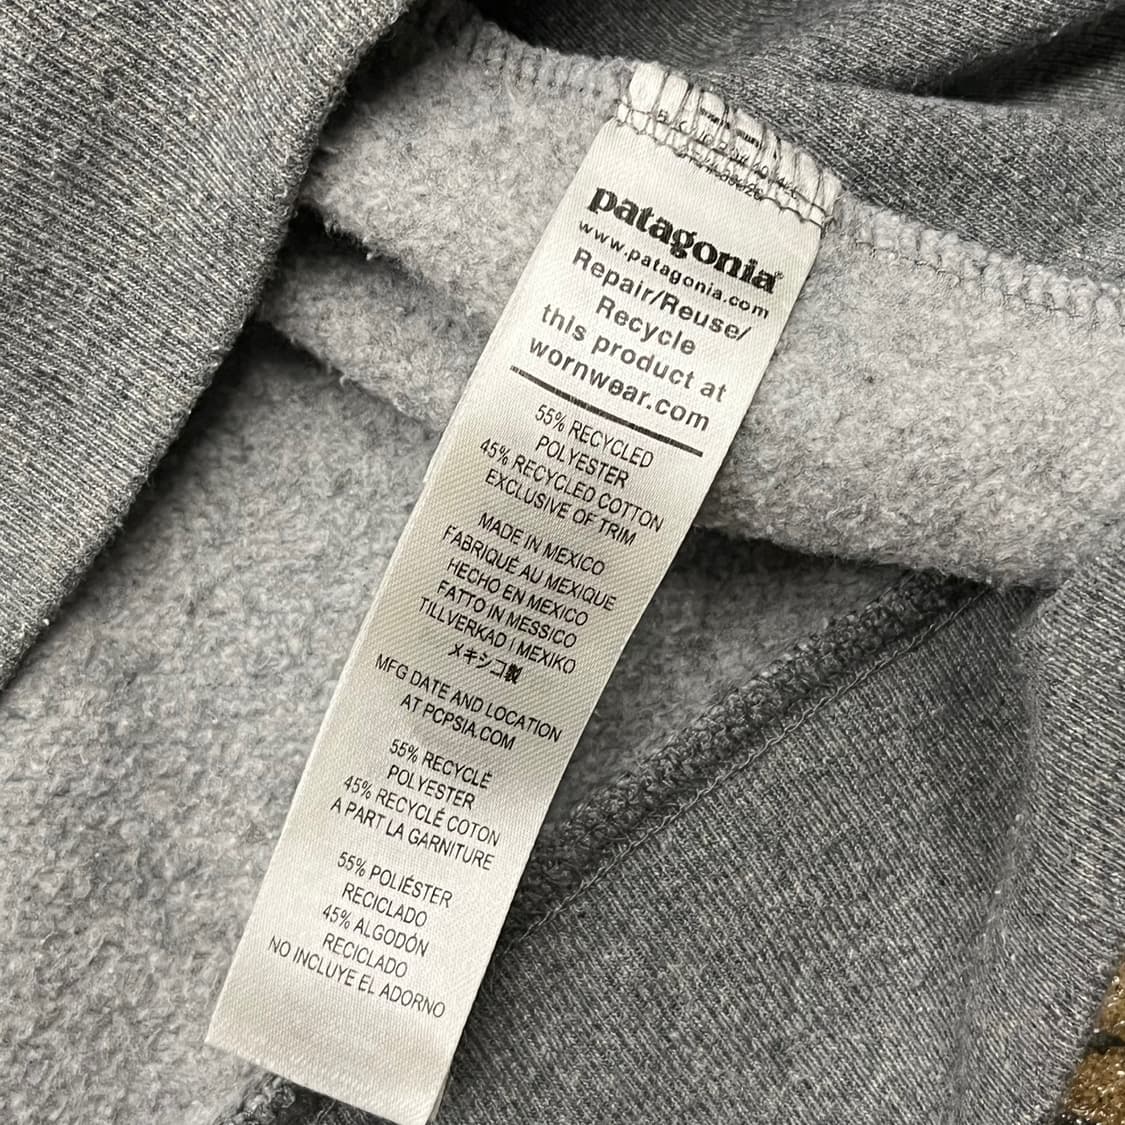 patagonia®
www.patagonia.com
Repair/Reuse/
Recycle
this product at
wornwear.com
55% RECYCLED
POLYESTER
45% RECYCLED COTTON
EXCLUSIVE OF TRIM
MADE IN MEXICO
FABRIQUÉ AU MEXIQUE
HECHO EN MEXICO
FATTO IN MESSICO
TILLVERKAD I MEXIKO
メキシコ製
MFG DATE AND LOCATION
AT PCPSIA.COM
55% RECYCLÉ
POLYESTER
45% RECYCLÉ COTON
A PART LA GARNITURE
55% POLIÉSTER
RECICLADO
45% ALGODÓN
RECICLADO
NO INCLUYE EL ADORNO